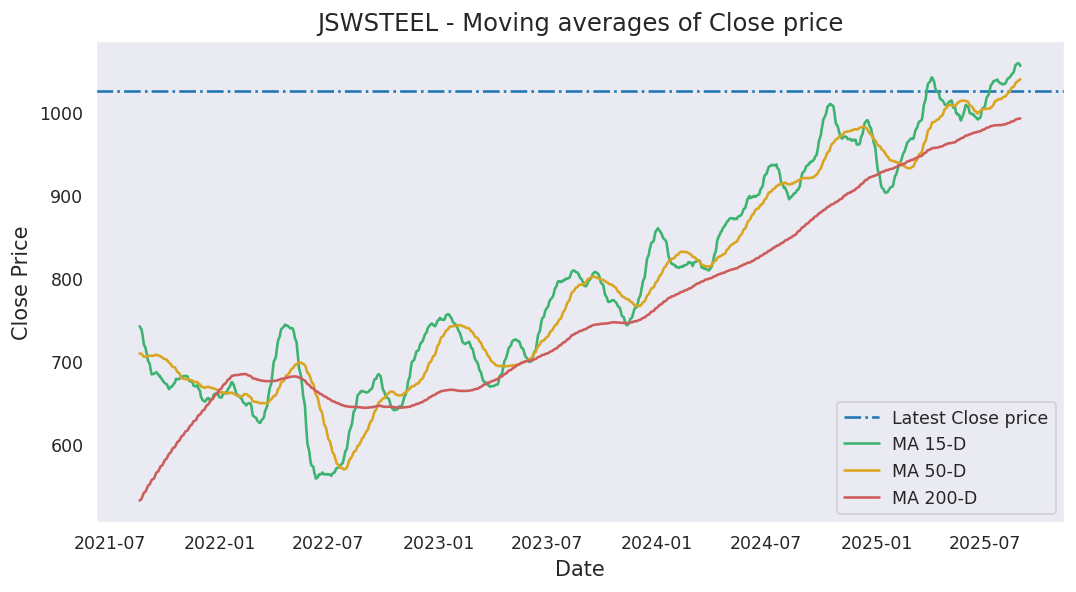 JSWSTEEL - Moving averages of Close price
Close Price
1000
900
800
700
600
Latest Close price
MA 15-D
MA 50-D
MA 200-D
2021-07 2022-01 2022-07 2023-01 2023-07 2024-01 2024-07 2025-01 2025-07
Date